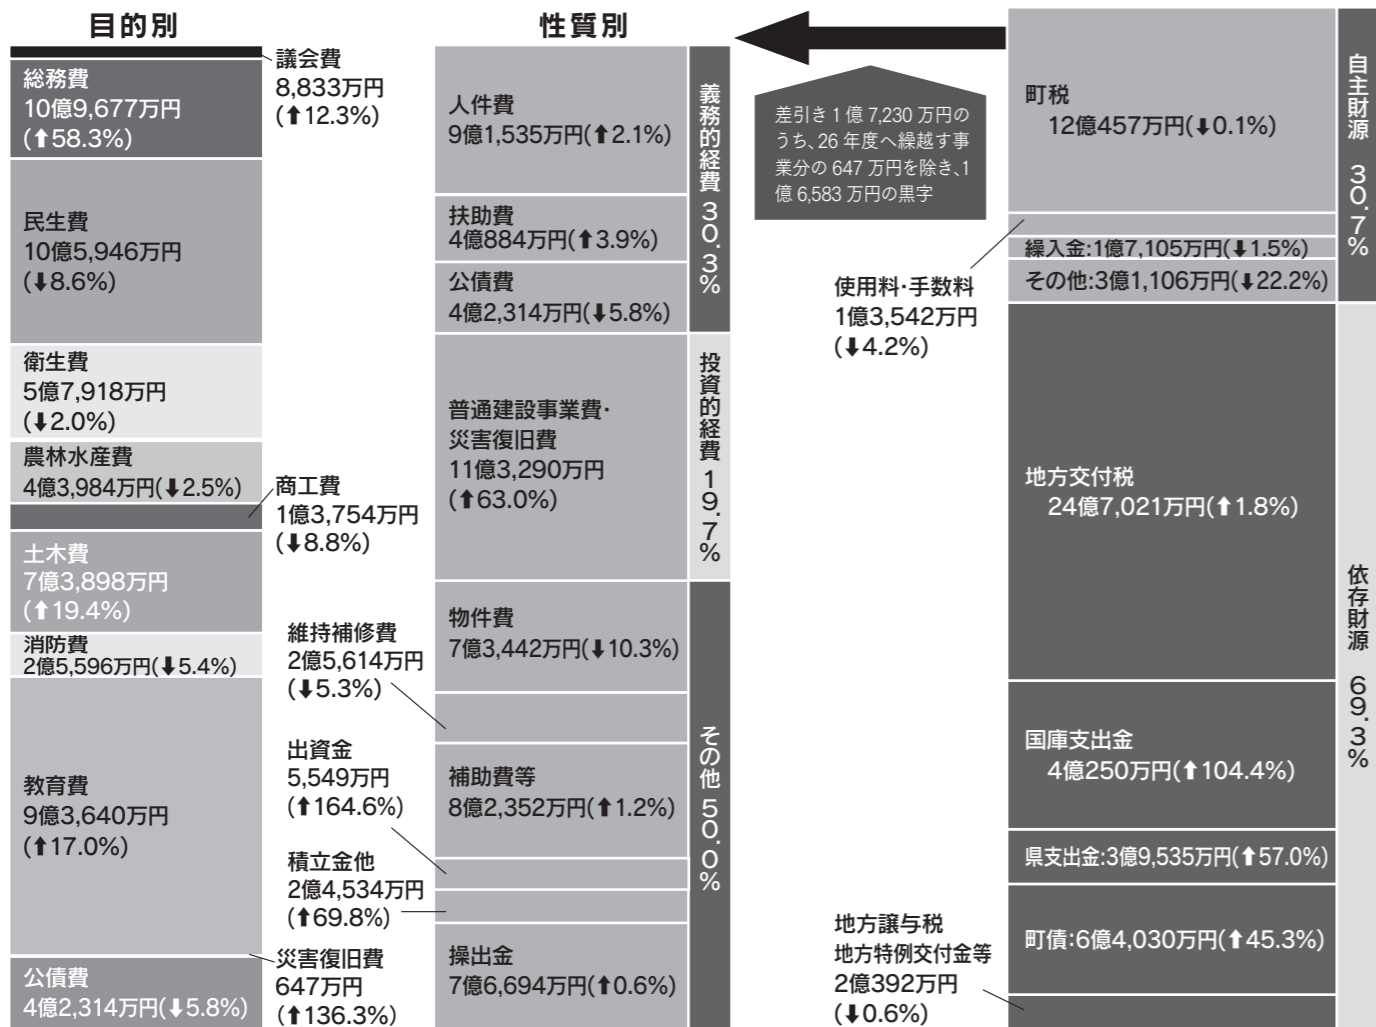 目的別
議会費
8,833万円
(⬆12.3%)
総務費
10億9,677万円
(⬆58.3%)
民生費
10億5,946万円
(⬇8.6%)
衛生費
5億7,918万円
(⬇2.0%)
農林水産費
4億3,984万円(⬇2.5%)
商工費
1億3,754万円
(⬇8.8%)
土木費
7億3,898万円
(⬆19.4%)
消防費
2億5,596万円(⬇5.4%)
教育費
9億3,640万円
(⬆17.0%)
災害復旧費
647万円
(⬆136.3%)
公債費
4億2,314万円(⬇5.8%)
性質別
人件費
9億1,535万円(⬆2.1%)
扶助費
4億884万円(⬆3.9%)
公債費
4億2,314万円(⬇5.8%)
義務的経費 30.3%
普通建設事業費・
災害復旧費
11億3,290万円
(⬆63.0%)
投資的経費 19.7%
物件費
7億3,442万円(⬇10.3%)
維持補修費
2億5,614万円
(⬇5.3%)
補助費等
8億2,352万円(⬆1.2%)
出資金
5,549万円
(⬆164.6%)
積立金他
2億4,534万円
(⬆69.8%)
操出金
7億6,694万円(⬆0.6%)
その他 50.0%
差引き1億7,230万円の
うち、26年度へ繰越す事
業分の647万円を除き、1
億6,583万円の黒字
町税
12億457万円(⬇0.1%)
使用料・手数料
1億3,542万円
(⬇4.2%)
繰入金:1億7,105万円(⬇1.5%)
その他:3億1,106万円(⬇22.2%)
自主財源 30.7%
地方交付税
24億7,021万円(⬆1.8%)
国庫支出金
4億250万円(⬆104.4%)
県支出金:3億9,535万円(⬆57.0%)
町債:6億4,030万円(⬆45.3%)
地方譲与税
地方特例交付金等
2億392万円
(⬇0.6%)
依存財源 69.3%